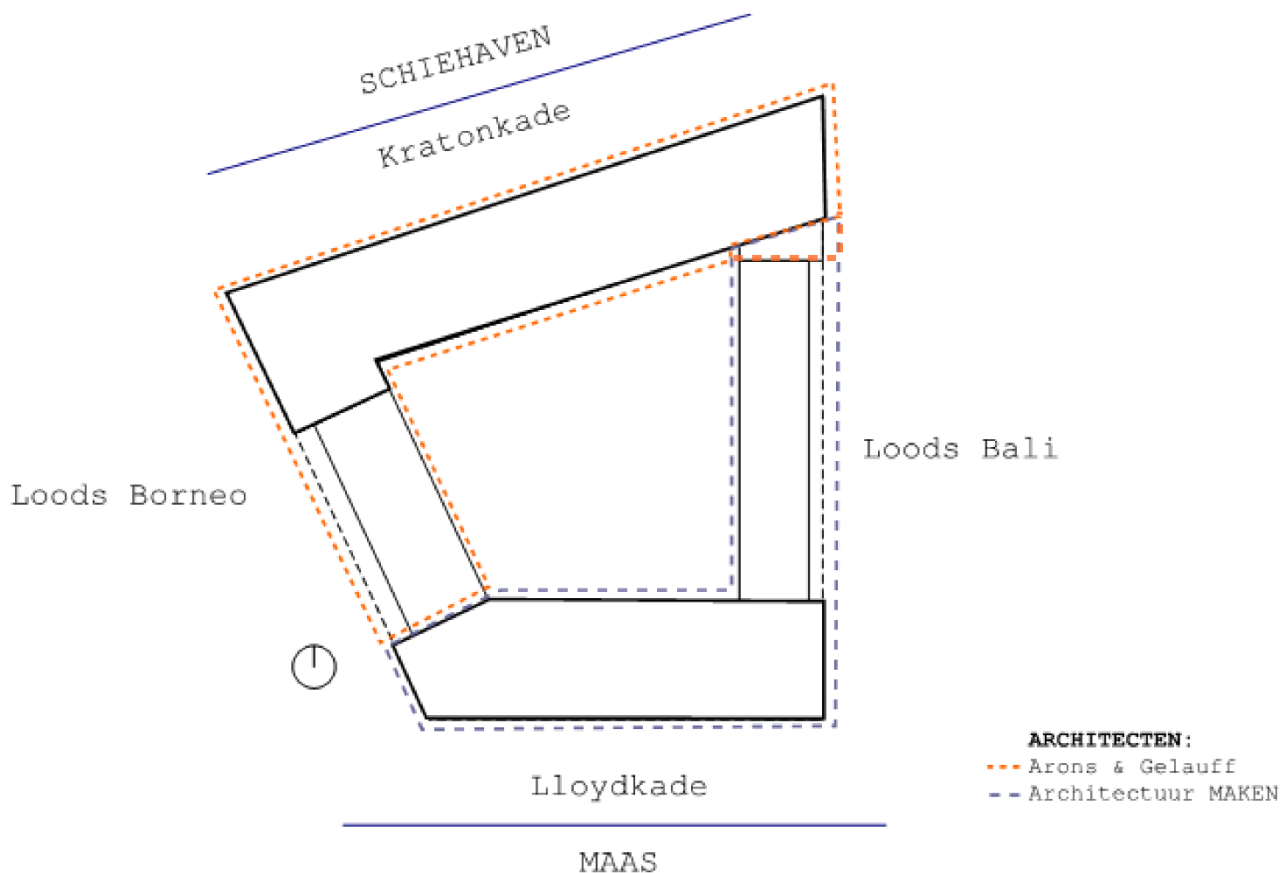 SCHIEHAVEN
Kratonkade
Loods Bali
Loods Borneo
ARCHITECTEN:
Arons & Gelauff
Architectuur MAKEN
Lloydkade
MAAS